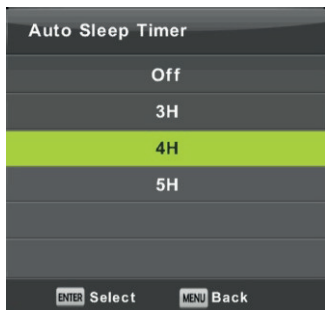 Auto Sleep Timer
Off
3H
4H
5H
ENTER Select MENU Back